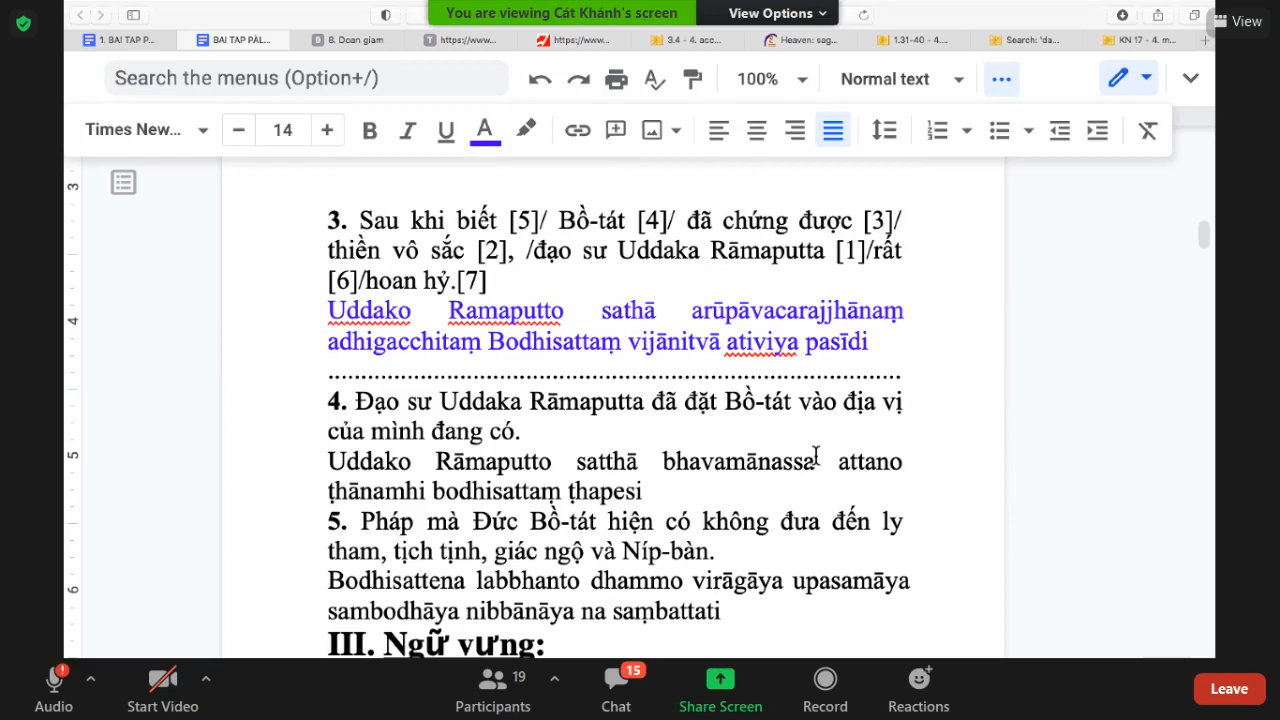 You are viewing Cát Khánh's screen
View Options
View
1. BAI TAP P...
BAI TAP PÀL...
8. Doan giam
https://www...
https://www...
3.4 - 4. acc...
Heaven: sag...
1.31-40 - 4....
Search: 'da...
KN 17 - 4. m...
Search the menus (Option+/)
100%
Normal text
Times New...
14
B I U A
3
4
5
6
3. Sau khi biết [5]/ Bồ-tát [4]/ đã chứng được [3]/
thiền vô sắc [2], /đạo sư Uddaka Rāmaputta [1]/rất
[6]/hoan hỷ.[7]
Uddako Ramaputto sathā arūpāvacarajjhānaṃ
adhigacchitaṃ Bodhisattaṃ vijānitvā ativiya pasīdi
................................................................................
4. Đạo sư Uddaka Rāmaputta đã đặt Bồ-tát vào địa vị
của mình đang có.
Uddako Rāmaputto satthā bhavamānassa attano
ṭhānamhi bodhisattaṃ ṭhapesi
5. Pháp mà Đức Bồ-tát hiện có không đưa đến ly
tham, tịch tịnh, giác ngộ và Níp-bàn.
Bodhisattena labbhanto dhammo virāgāya upasamāya
sambodhāya nibbānāya na saṃbattati
III. Ngữ vưng:
Audio
Start Video
Participants
19
Chat
15
Share Screen
Record
Reactions
Leave